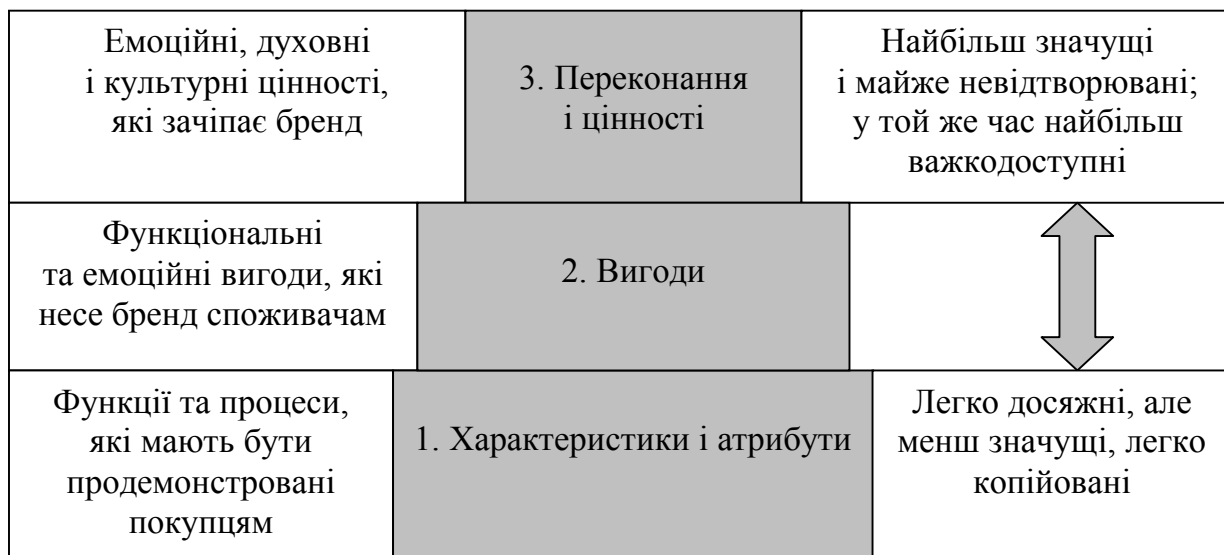 Емоційні, духовні
і культурні цінності,
які зачіпає бренд
3. Переконання
і цінності
Найбільш значущі
і майже невідтворювані;
у той же час найбільш
важкодоступні
Функціональні
та емоційні вигоди, які
несе бренд споживачам
2. Вигоди
Функції та процеси,
які мають бути
продемонстровані
покупцям
1. Характеристики і атрибути
Легко досяжні, але
менш значущі, легко
копійовані